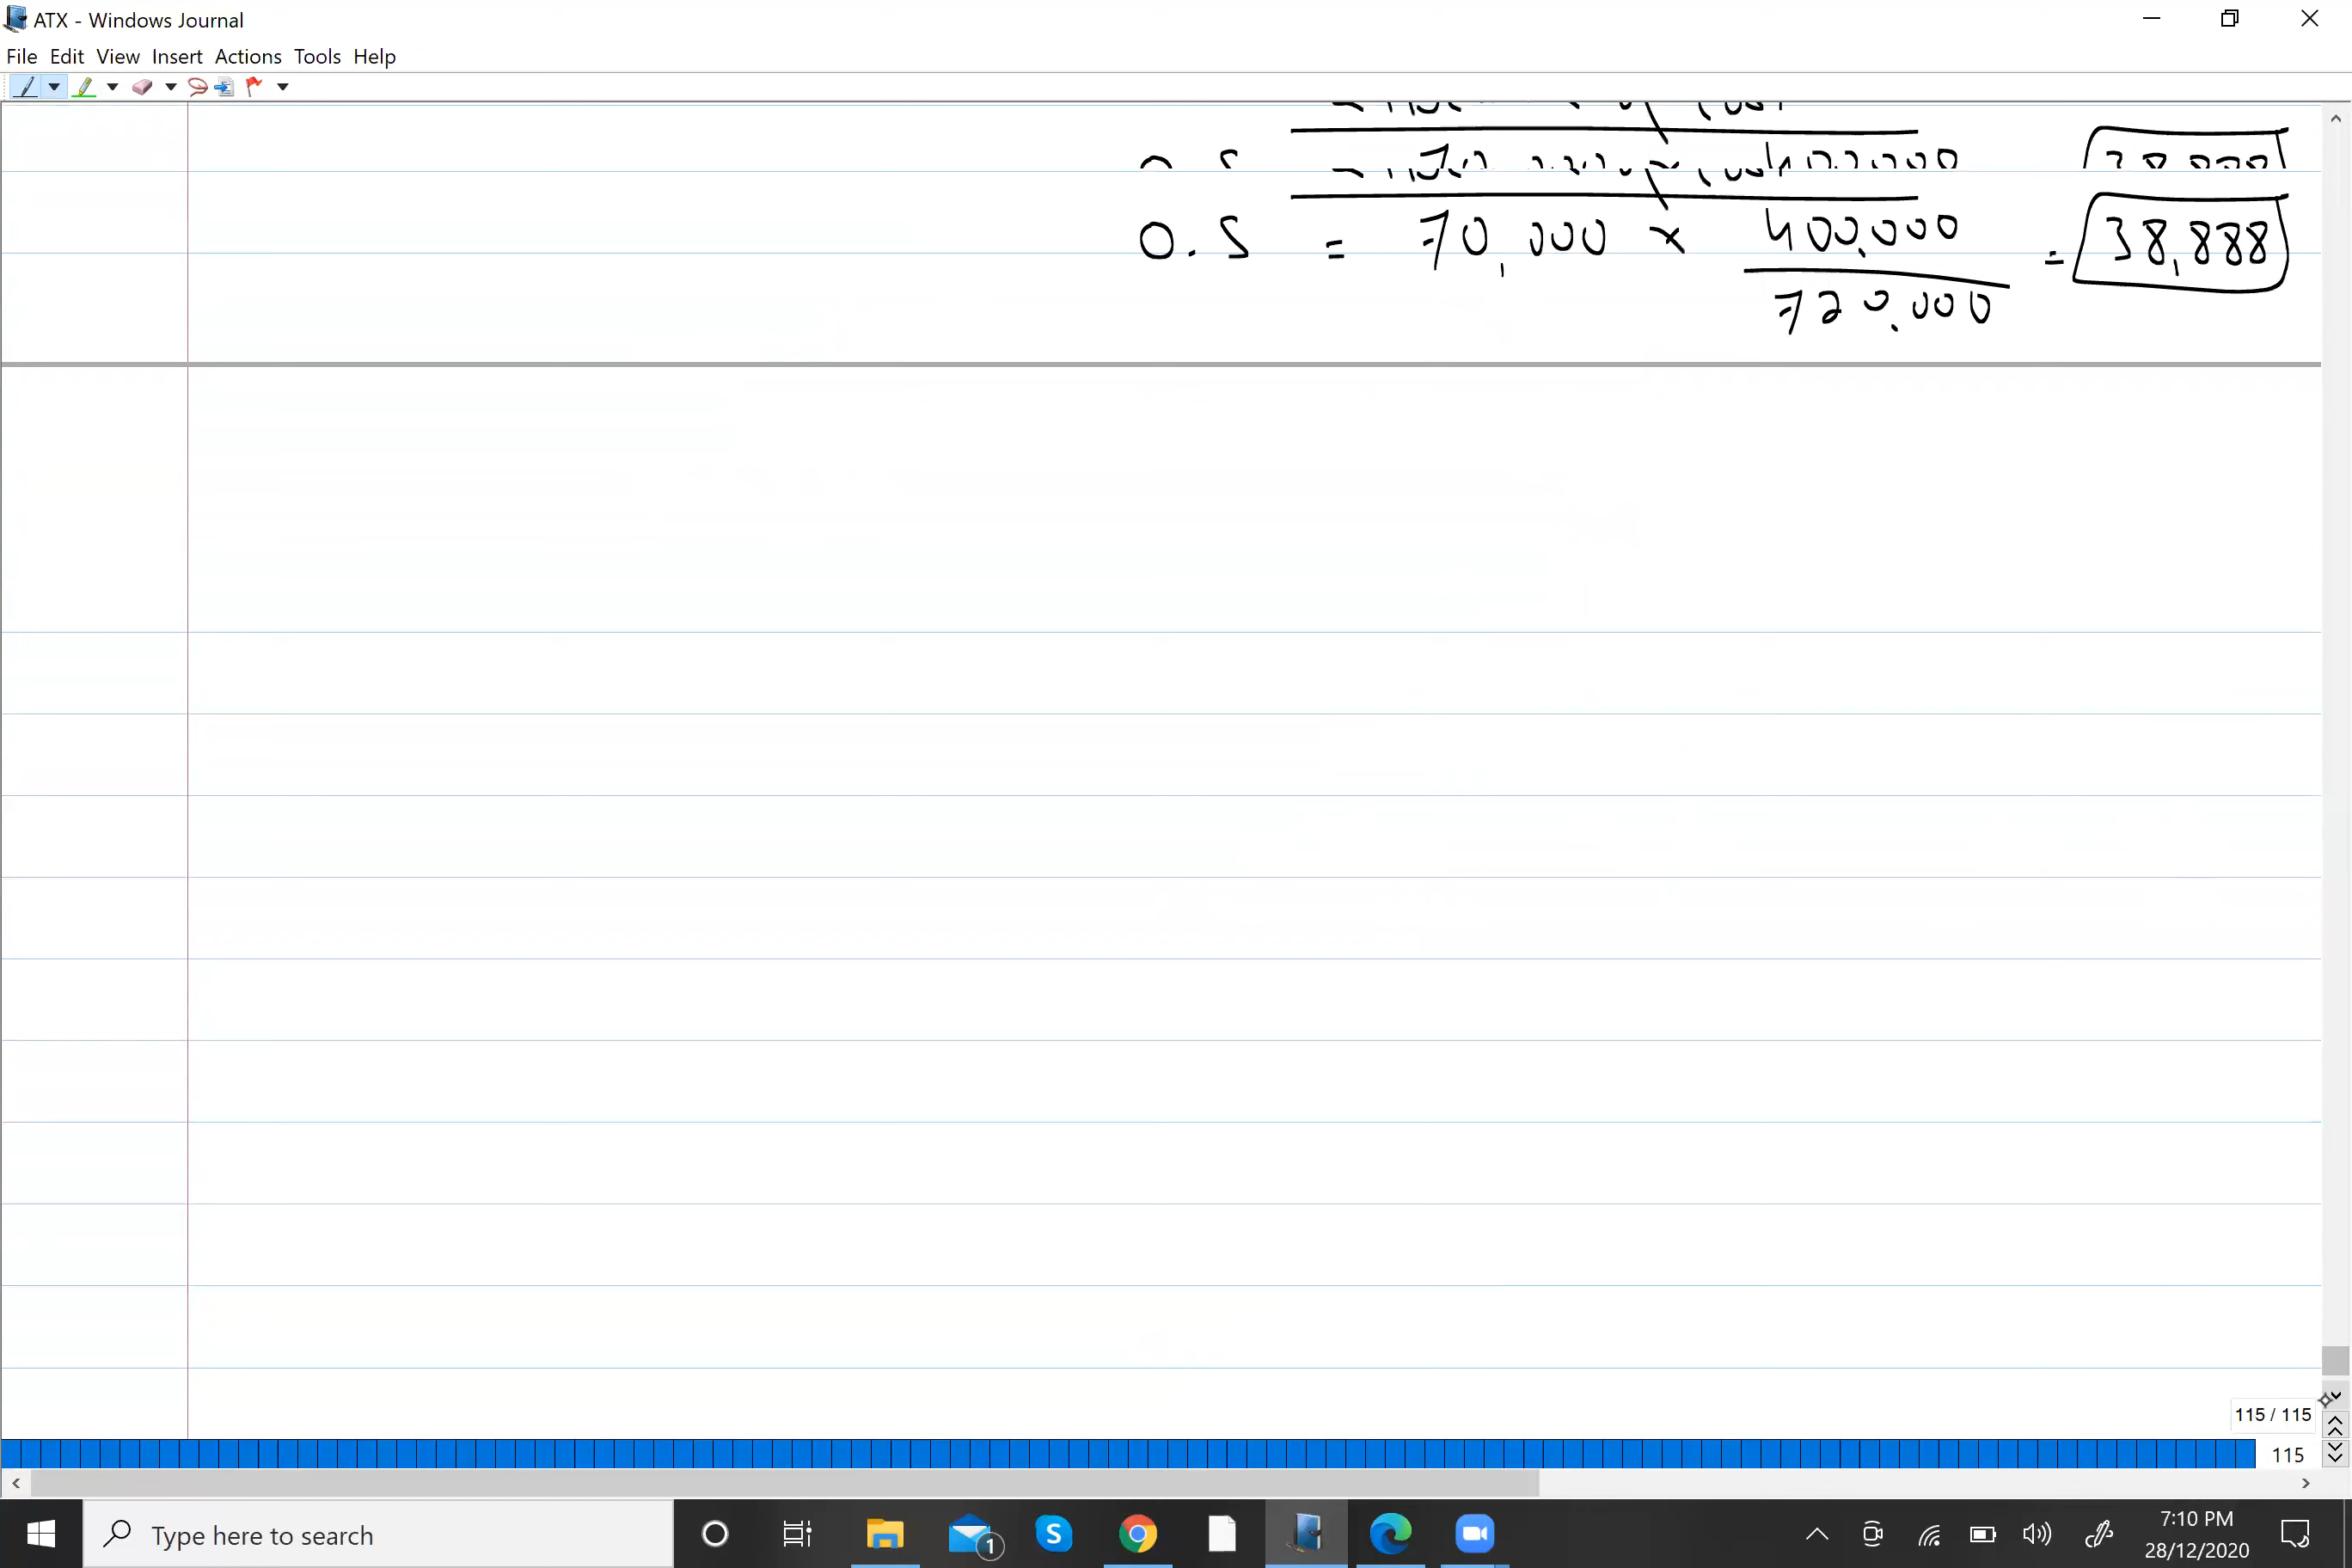 ATX - Windows Journal
File Edit View Insert Actions Tools Help
0.S = 70,000 × 400,000 = 38,888
720,000
115 / 115
115
Type here to search
1
7:10 PM
28/12/2020